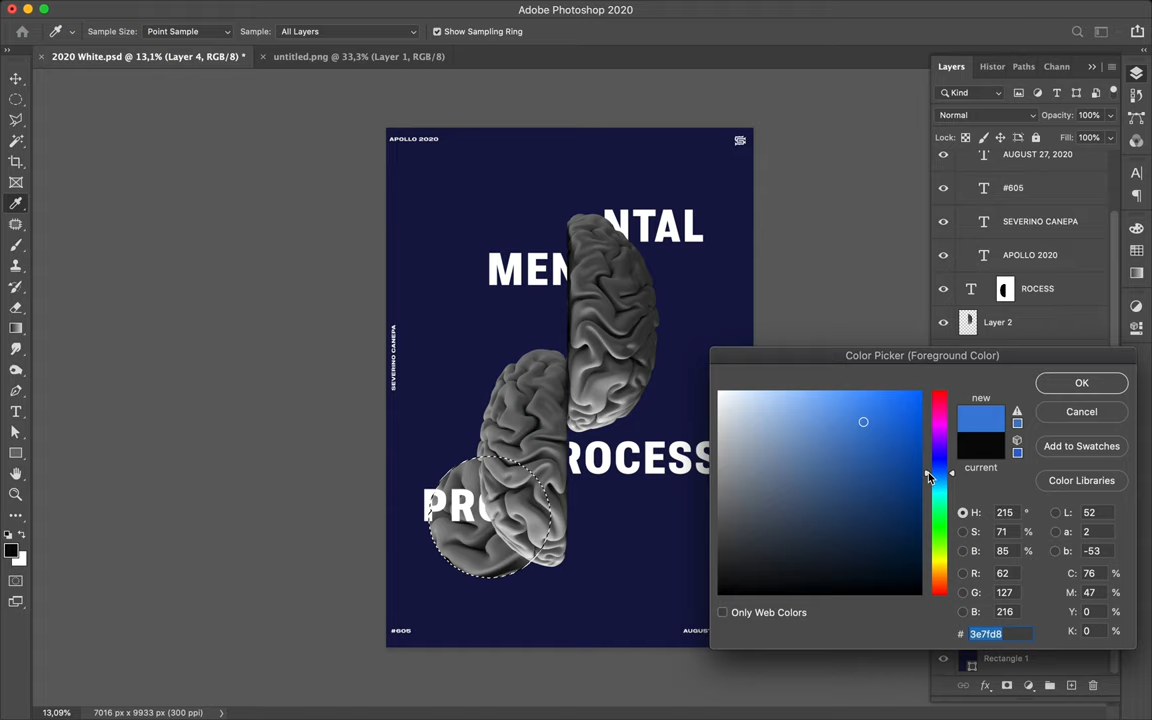 Adobe Photoshop 2020
Sample Size: Point Sample Sample: All Layers Show Sampling Ring
2020 White.psd @ 13,1% (Layer 4, RGB/8) * untitled.png @ 33,3% (Layer 1, RGB/8)
Layers Histor Paths Chann
Kind
Normal Opacity: 100%
Lock: Fill: 100%
AUGUST 27, 2020
#605
SEVERINO CANEPA
APOLLO 2020
ROCESS
Layer 2
APOLLO 2020
NTAL
MEN
SEVERINO CANEPA
ROCESS
PRO
#605
AUGUS
Color Picker (Foreground Color)
new
current
OK
Cancel
Add to Swatches
Color Libraries
H: 215 °
S: 71 %
B: 85 %
R: 62
G: 127
B: 216
L: 52
a: 2
b: -53
C: 76 %
M: 47 %
Y: 0 %
K: 0 %
# 3e7fd8
Only Web Colors
Rectangle 1
13,09% 7016 px x 9933 px (300 ppi)